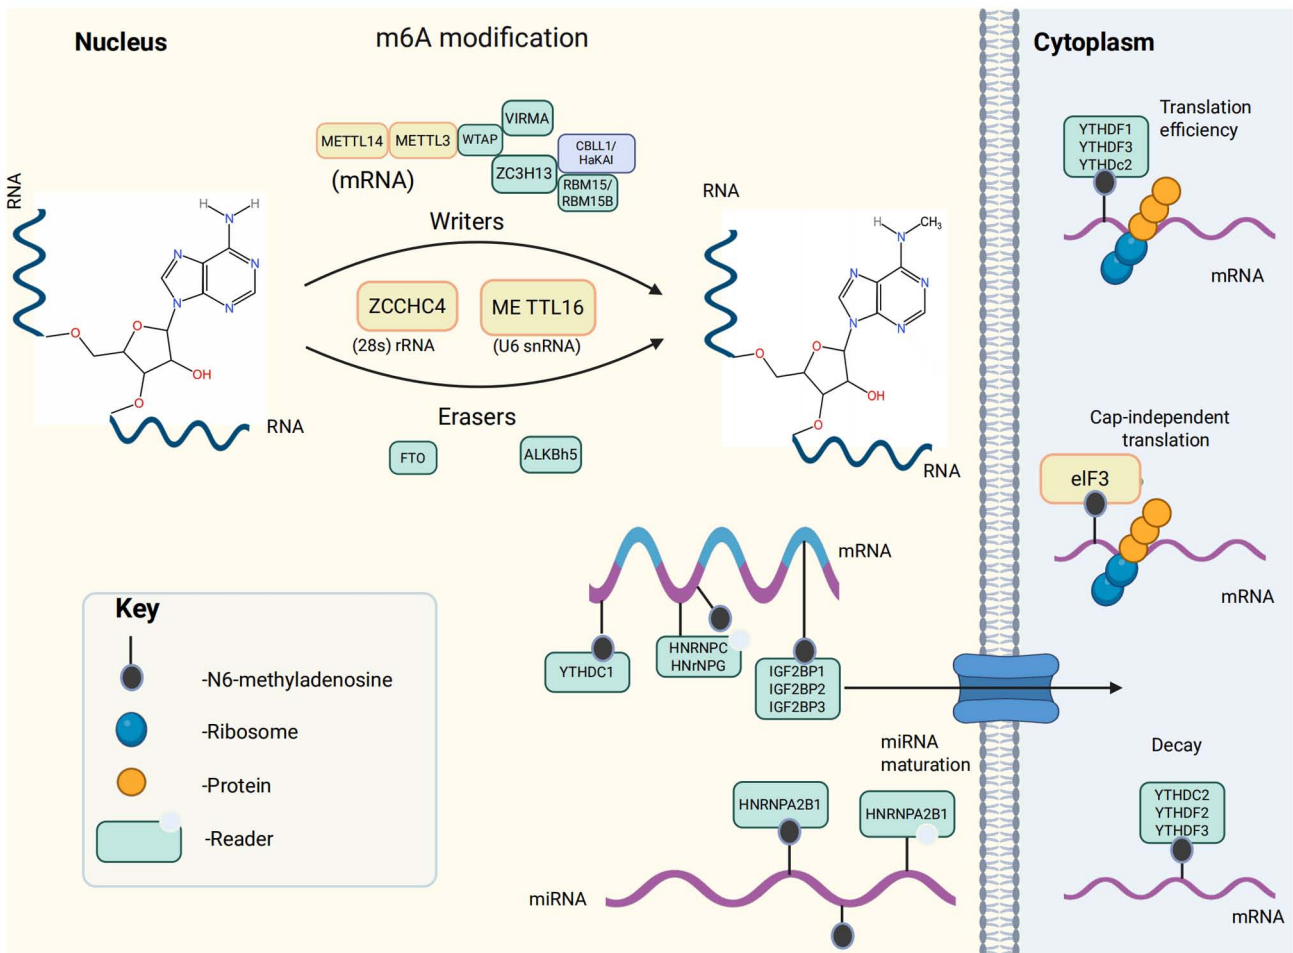 Nucleus
m6A modification
Cytoplasm
VIRMA
METTL14
METTL3
WTAP
CBLL1/
HaKAI
ZC3H13
RBM15/
RBM15B
(mRNA)
Writers
RNA
H
H
N
N
N
N
N
O
O
OH
O
RNA
ZCCHC4
(28s) rRNA
ME TTL16
(U6 snRNA)
Erasers
FTO
ALKBh5
RNA
H
CH₃
N
N
N
N
N
O
O
OH
O
RNA
Translation
efficiency
YTHDF1
YTHDF3
YTHDc2
mRNA
Cap-independent
translation
eIF3
mRNA
mRNA
YTHDC1
HNRNPC
HNrNPG
IGF2BP1
IGF2BP2
IGF2BP3
Key
-N6-methyladenosine
-Ribosome
-Protein
-Reader
miRNA
maturation
HNRNPA2B1
HNRNPA2B1
miRNA
Decay
YTHDC2
YTHDF2
YTHDF3
mRNA